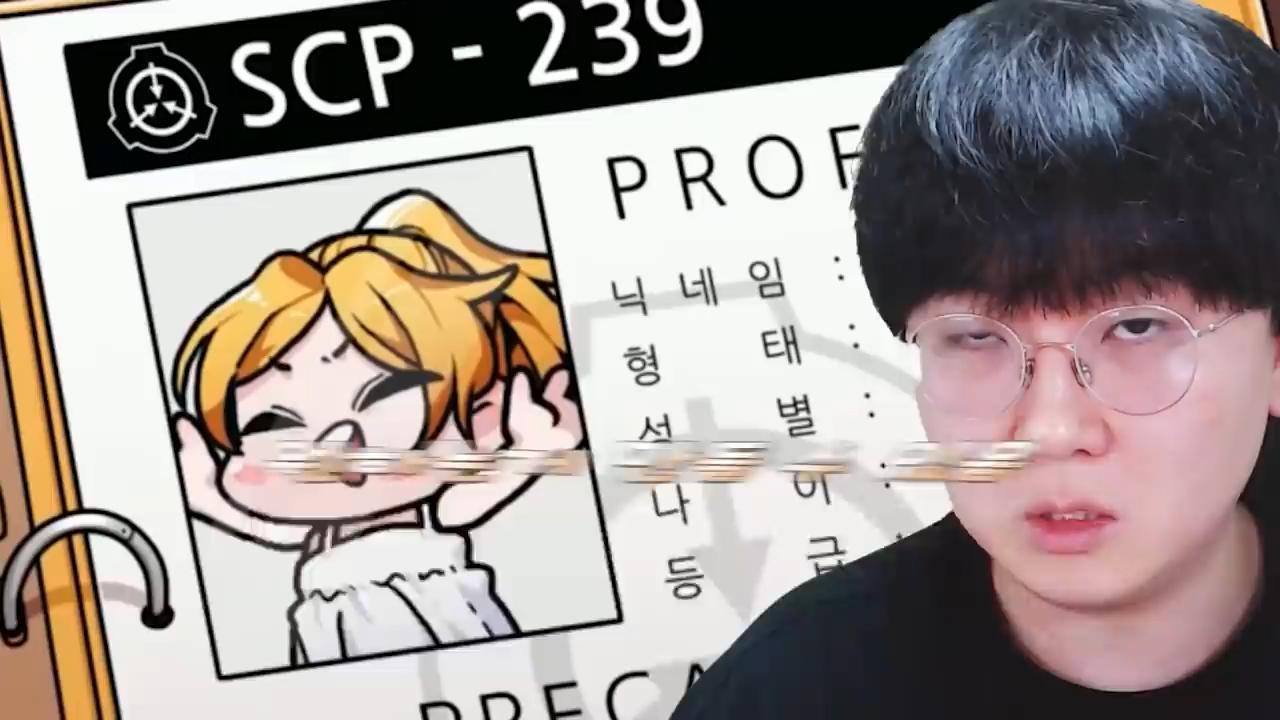 SCP - 239
PROF
닉네임 :
형 태 :
성 별 :
나 이 :
등 급 :
PRECA